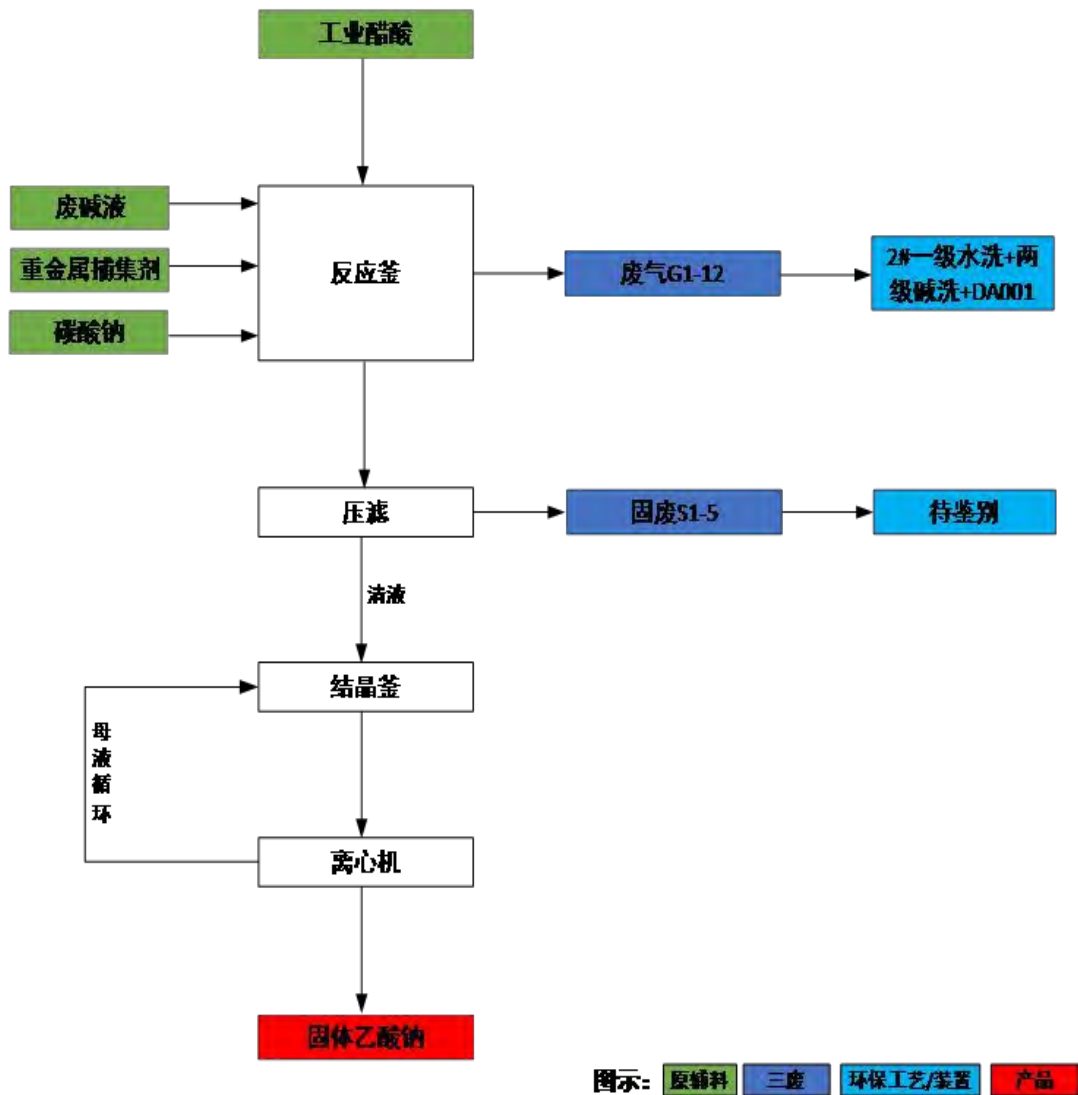 工业醋酸
废碱液
重金属捕集剂
碳酸钠
反应釜
废气G1-12
2#一级水洗+两
级碱洗+DA001
压滤
固废S1-5
待鉴别
清液
结晶釜
母
液
循
环
离心机
固体乙酸钠
图示:
原辅料
三废
环保工艺/装置
产品